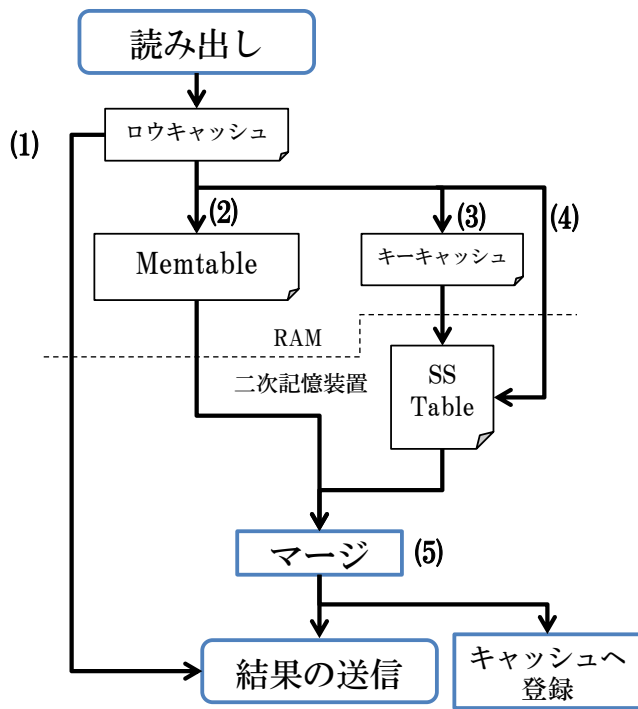 読み出し
(1)
ロウキャッシュ
(2)
(3)
(4)
Memtable
キーキャッシュ
RAM
二次記憶装置
SS
Table
マージ
(5)
結果の送信
キャッシュへ
登録